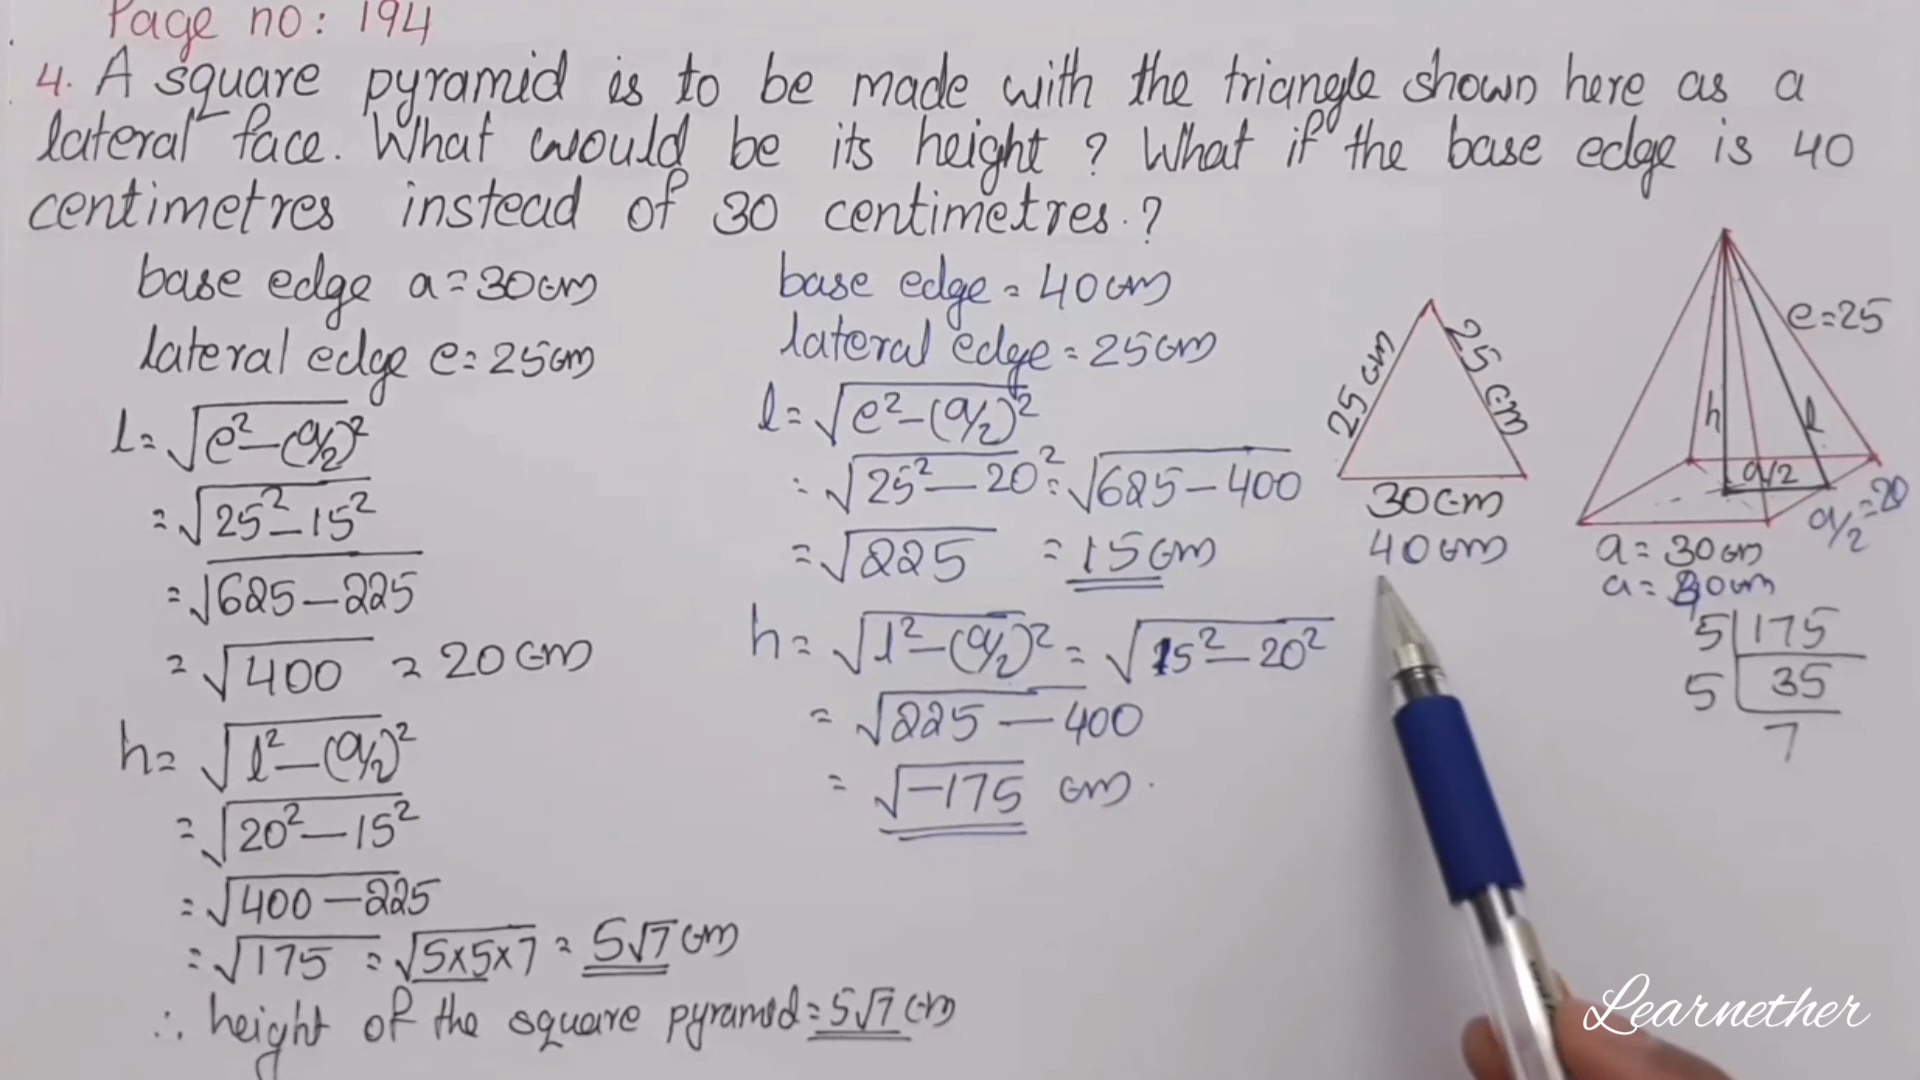 Page no: 194
4. A square pyramid is to be made with the triangle shown here as a
lateral face. What would be its height? What if the base edge is 40
centimetres instead of 30 centimetres.?
base edge a=30cm
lateral edge e=25cm
l=√e²-(a/2)²
=√25²-15²
=√625-225
=√400 = 20cm
h=√l²-(a/2)²
=√20²-15²
=√400-225
=√175 =√5×5×7 = 5√7cm
∴ height of the square pyramid=5√7cm
base edge = 40cm
lateral edge = 25cm
l=√e²-(a/2)²
=√25²-20² =√625-400
=√225 = 15cm
h=√l²-(a/2)² =√15²-20²
=√225-400
=√-175 cm.
25cm
25cm
30cm
40cm
e=25
h
l
a/2
a/2=20
a=30cm
a=40cm
5 175
5 35
7
Learnether